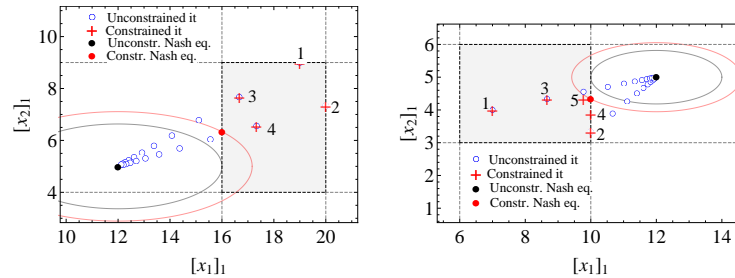 Unconstrained it
Constrained it
Unconstr. Nash eq.
Constr. Nash eq.
10
8
6
4
[x₂]₁
1
2
3
4
10 12 14 16 18 20
[x₁]₁
6
5
4
3
2
1
[x₂]₁
1
3
5
4
2
Unconstrained it
Constrained it
Unconstr. Nash eq.
Constr. Nash eq.
6 8 10 12 14
[x₁]₁